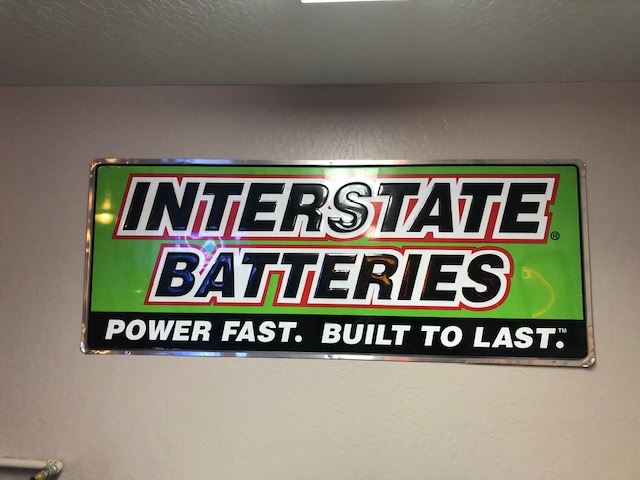 INTERSTATE®
BATTERIES
POWER FAST. BUILT TO LAST.™